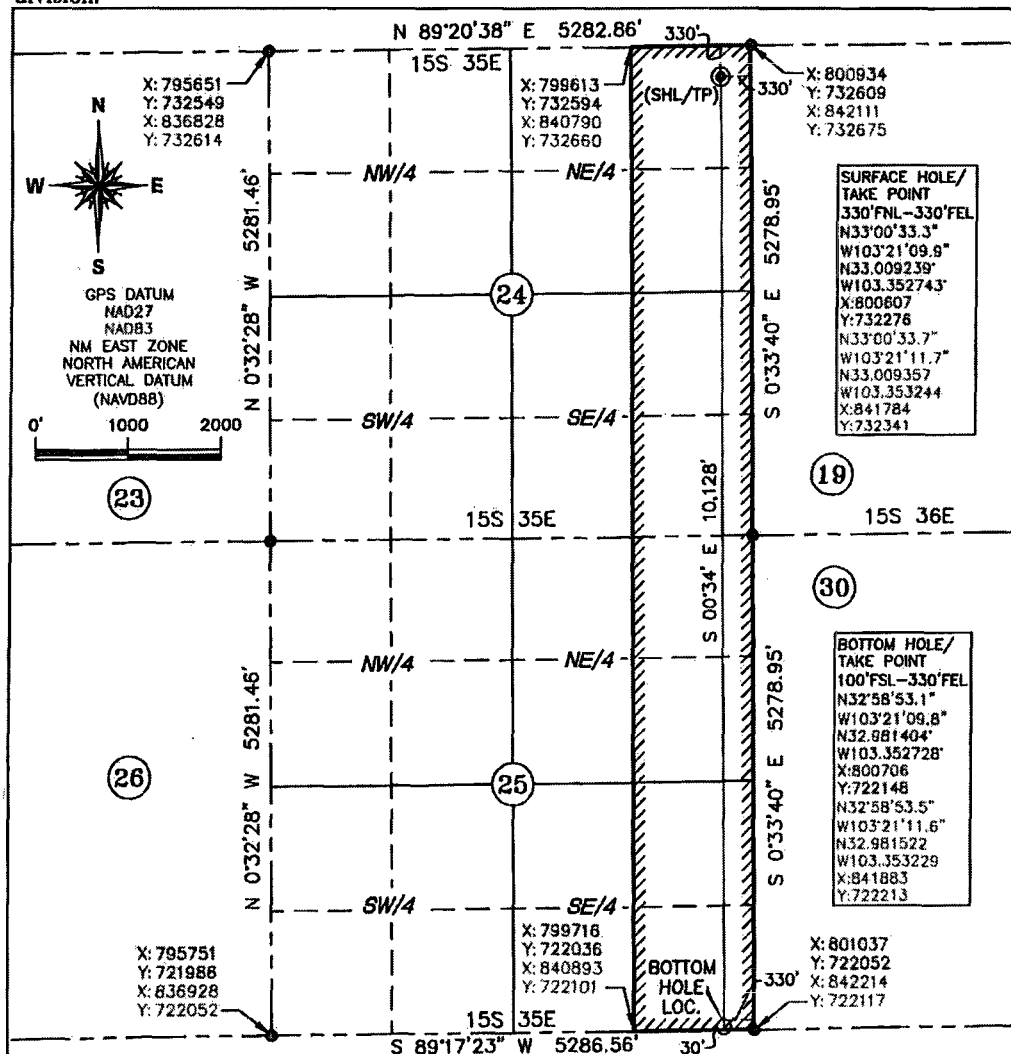 division.
N 89°20'38" E 5282.86'
330'
15S 35E
X: 795651
Y: 732549
X: 836828
Y: 732614
X: 799613
Y: 732594
X: 840790
Y: 732660
(SHL/TP)
330'
X: 800934
Y: 732609
X: 842111
Y: 732675
N
W E
S
GPS DATUM
NAD27
NAD83
NM EAST ZONE
NORTH AMERICAN
VERTICAL DATUM
(NAVD88)
0' 1000 2000
NW/4
NE/4
N 0°32'28" W 5281.46'
24
S 0°33'40" E 5278.95'
SURFACE HOLE/
TAKE POINT
330'FNL-330'FEL
N33°00'33.3"
W103°21'09.9"
N33.009239°
W103.352743°
X:800607
Y:732276
N33°00'33.7"
W103°21'11.7"
N33.009357
W103.353244
X:841784
Y:732341
SW/4
SE/4
23
19
15S 35E
15S 36E
S 00°34' E 10,128'
30
NW/4
NE/4
N 0°32'28" W 5281.46'
26
25
S 0°33'40" E 5278.95'
BOTTOM HOLE/
TAKE POINT
100'FSL-330'FEL
N32°58'53.1"
W103°21'09.8"
N32.981404°
W103.352728°
X:800706
Y:722148
N32°58'53.5"
W103°21'11.6"
N32.981522
W103.353229
X:841883
Y:722213
SW/4
SE/4
X: 795751
Y: 721986
X: 836928
Y: 722052
X: 799716
Y: 722036
X: 840893
Y: 722101
BOTTOM
HOLE
LOC.
330'
X: 801037
Y: 722052
X: 842214
Y: 722117
15S 35E
S 89°17'23" W 5286.56'
30'